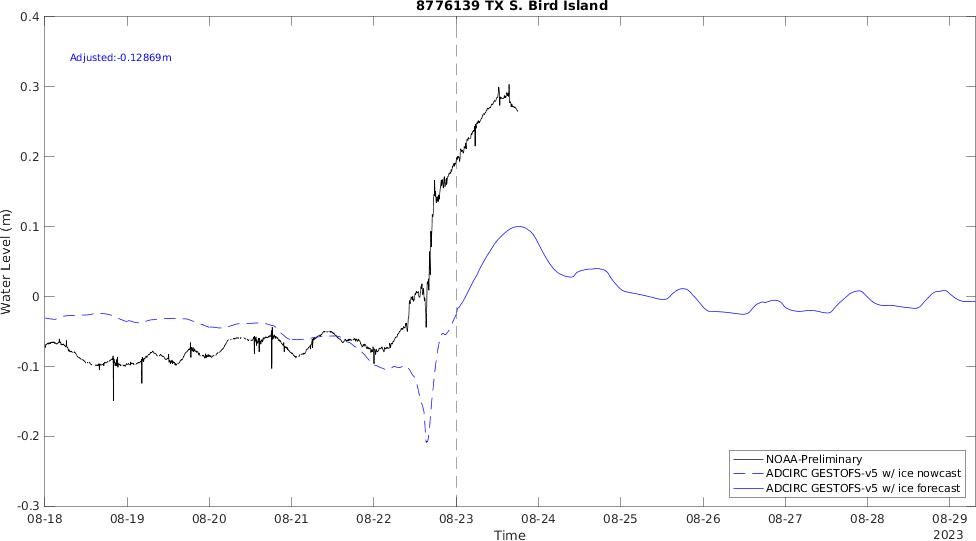 8776139 TX S. Bird Island
0.4
Adjusted:-0.12869m
0.3
0.2
0.1
0
-0.1
-0.2
-0.3
Water Level (m)
NOAA-Preliminary
ADCIRC GESTOFS-v5 w/ ice nowcast
ADCIRC GESTOFS-v5 w/ ice forecast
08-18 08-19 08-20 08-21 08-22 08-23 08-24 08-25 08-26 08-27 08-28 08-29
Time 2023